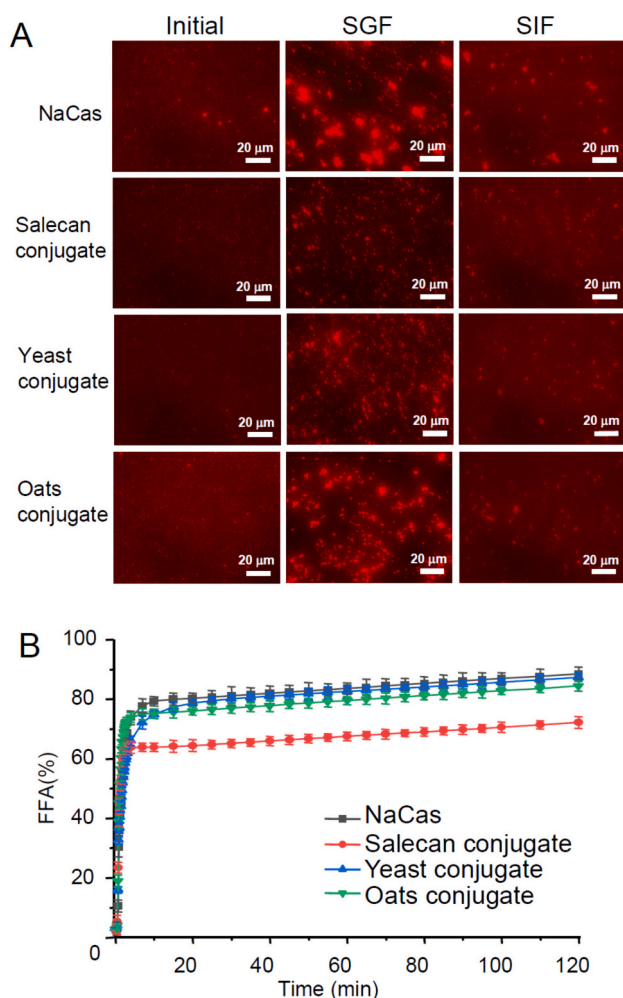 A
Initial
SGF
SIF
NaCas
20 μm
20 μm
20 μm
Salecan
conjugate
20 μm
20 μm
20 μm
Yeast
conjugate
20 μm
20 μm
20 μm
Oats
conjugate
20 μm
20 μm
20 μm
B
100
80
60
40
20
0
FFA(%)
NaCas
Salecan conjugate
Yeast conjugate
Oats conjugate
20
40
60
80
100
120
Time (min)